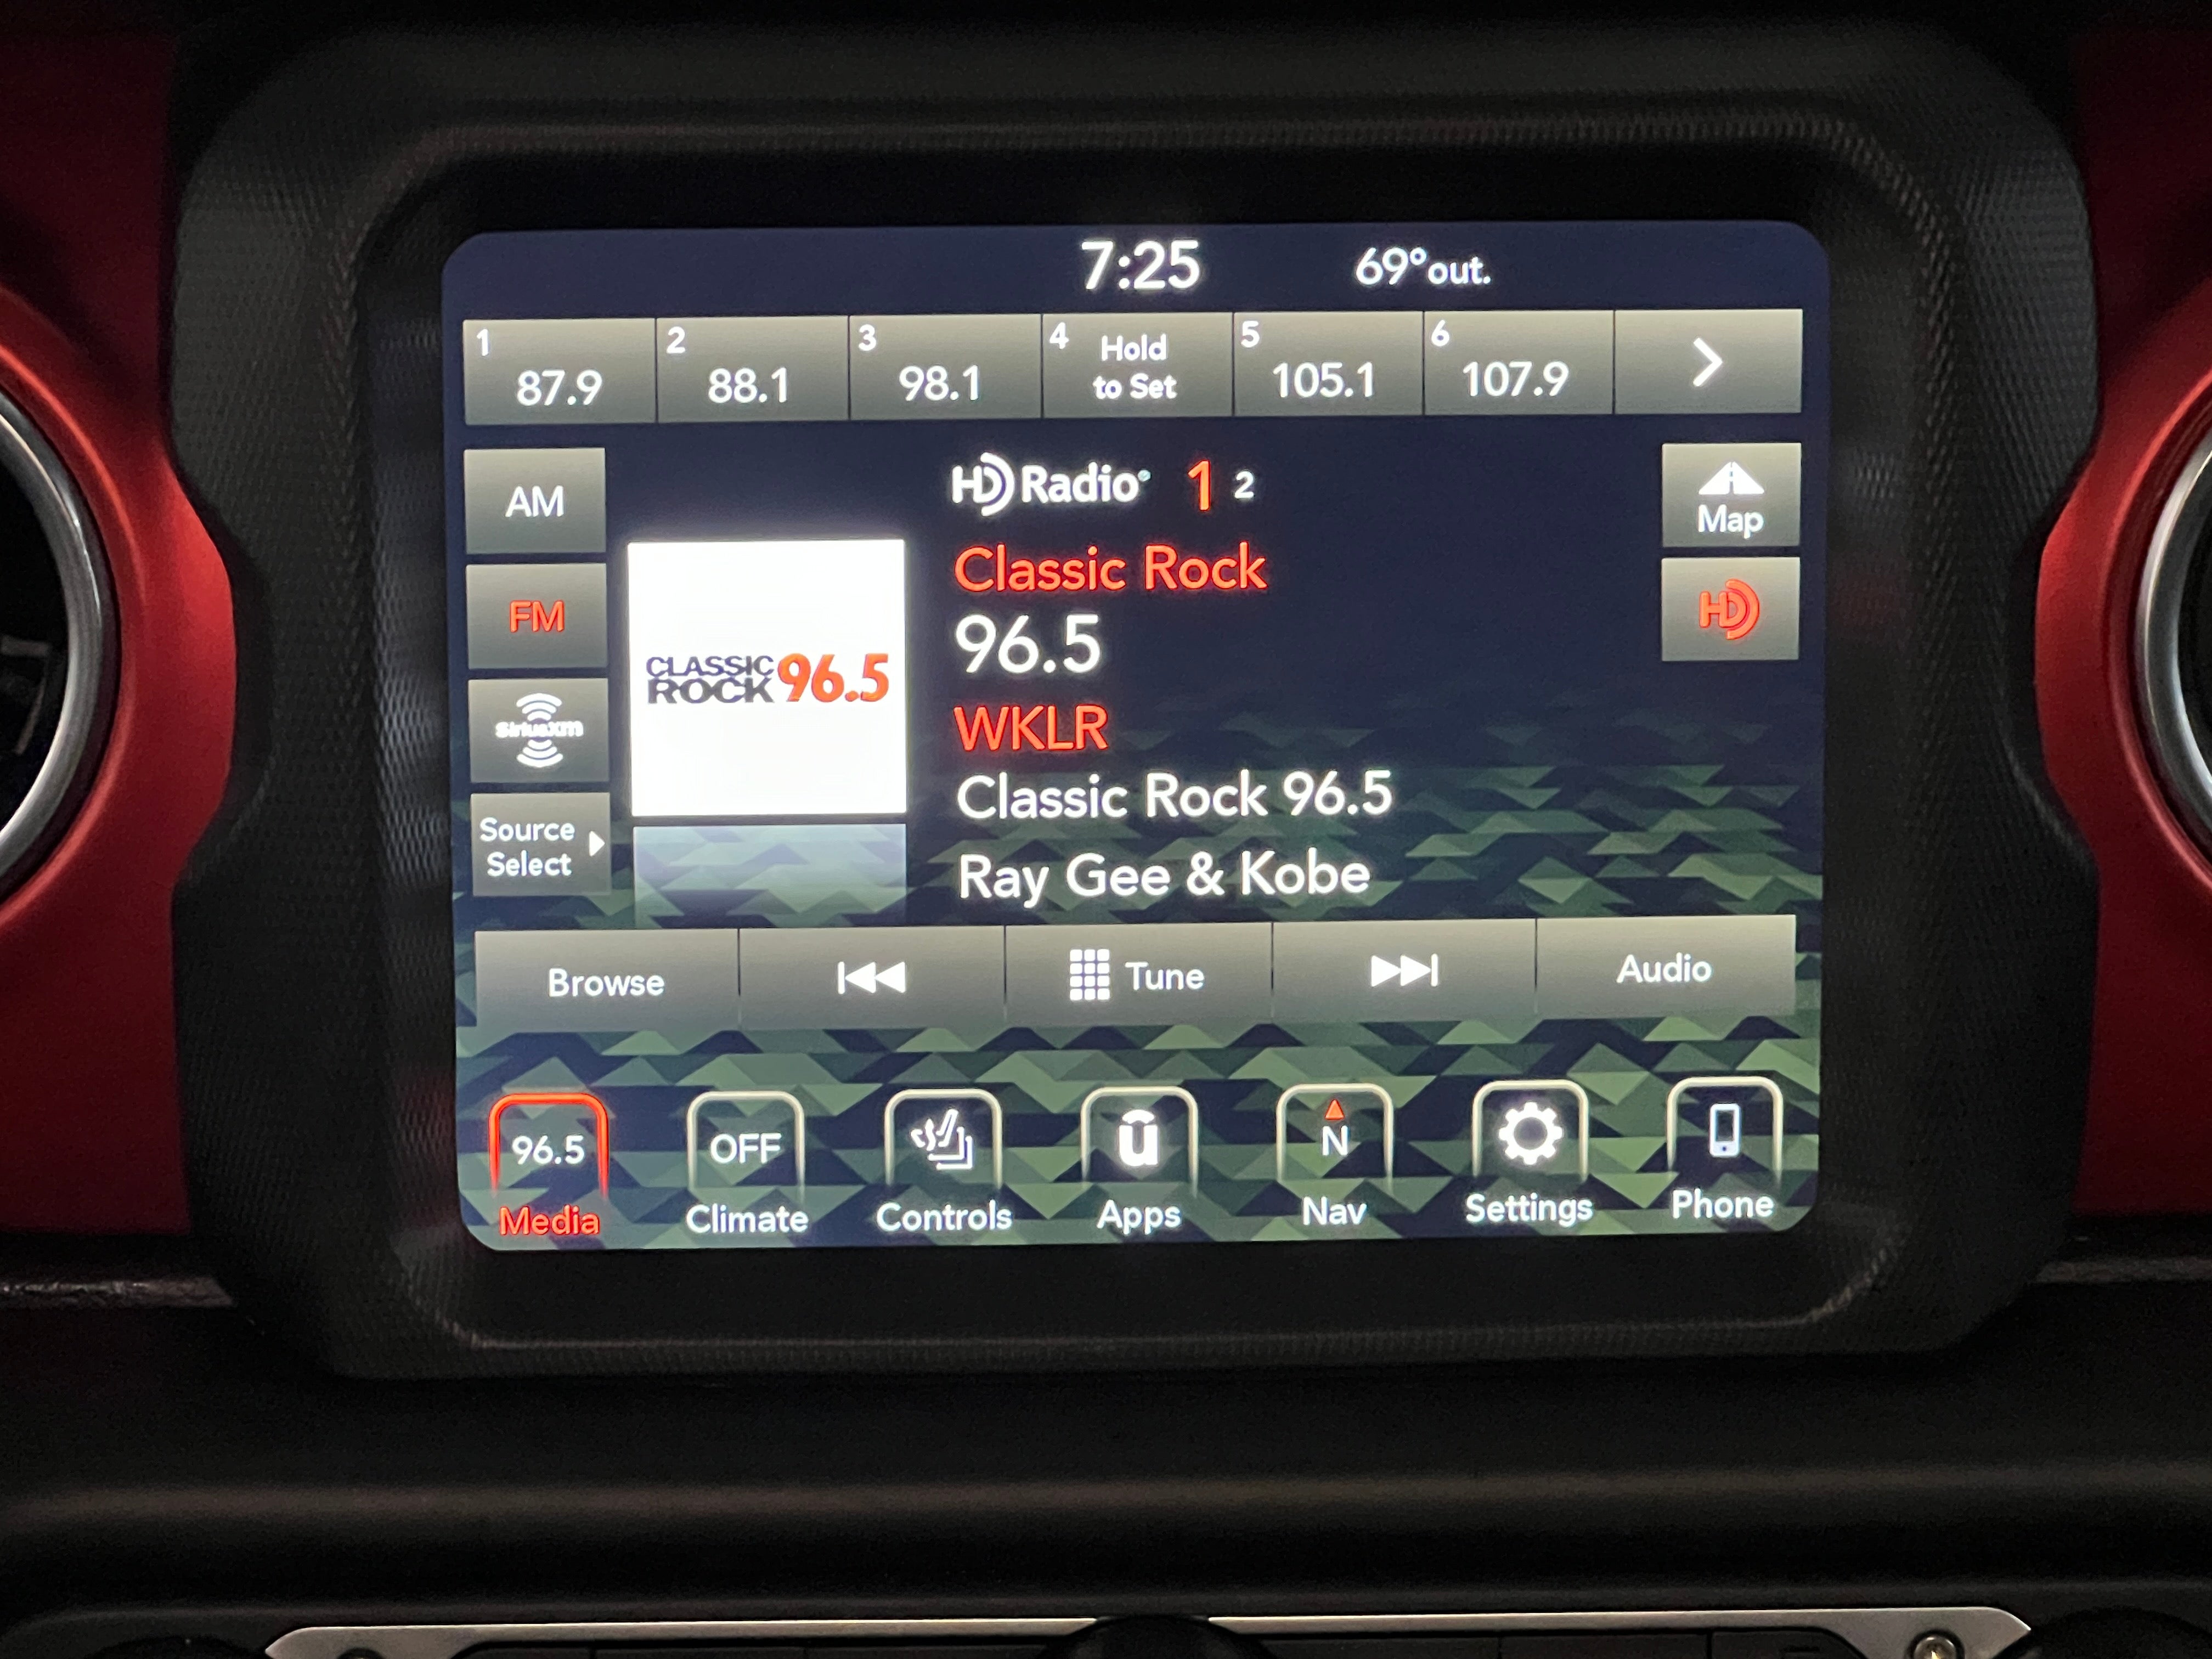 7:25 69°out.
1 87.9 2 88.1 3 98.1 4 Hold to Set 5 105.1 6 107.9
AM
HD Radio 1 2
Map
Classic Rock
FM
HD
96.5
CLASSIC ROCK 96.5
WKLR
SiriusXM
Classic Rock 96.5
Source
Select
Ray Gee & Kobe
Browse Tune Audio
96.5 OFF u N
Media Climate Controls Apps Nav Settings Phone